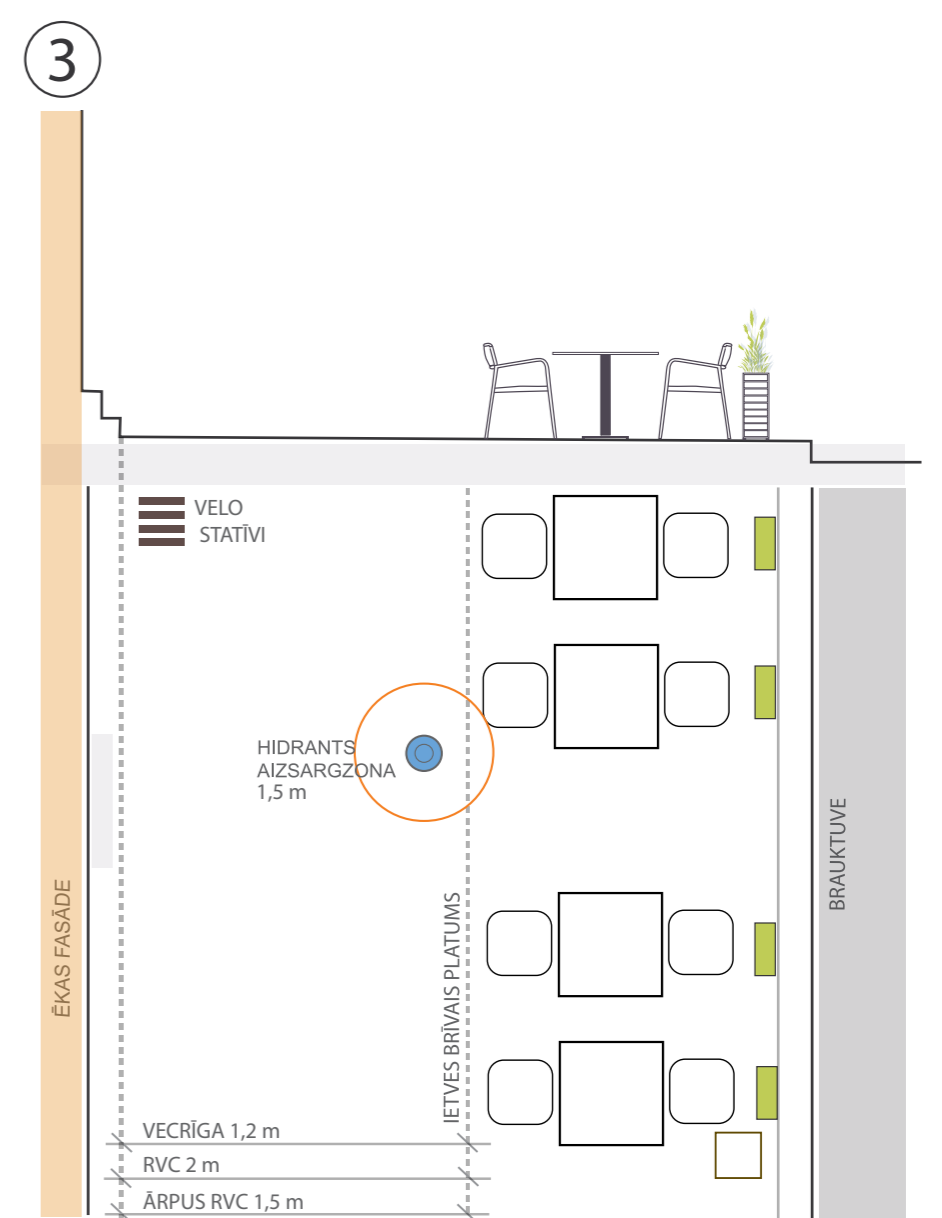 3
VELO
STATĪVI
HIDRANTS
AIZSARGZONA
1,5 m
ĒKAS FASĀDE
IETVES BRĪVAIS PLATUMS
BRAUKTUVE
VECRĪGA 1,2 m
RVC 2 m
ĀRPUS RVC 1,5 m